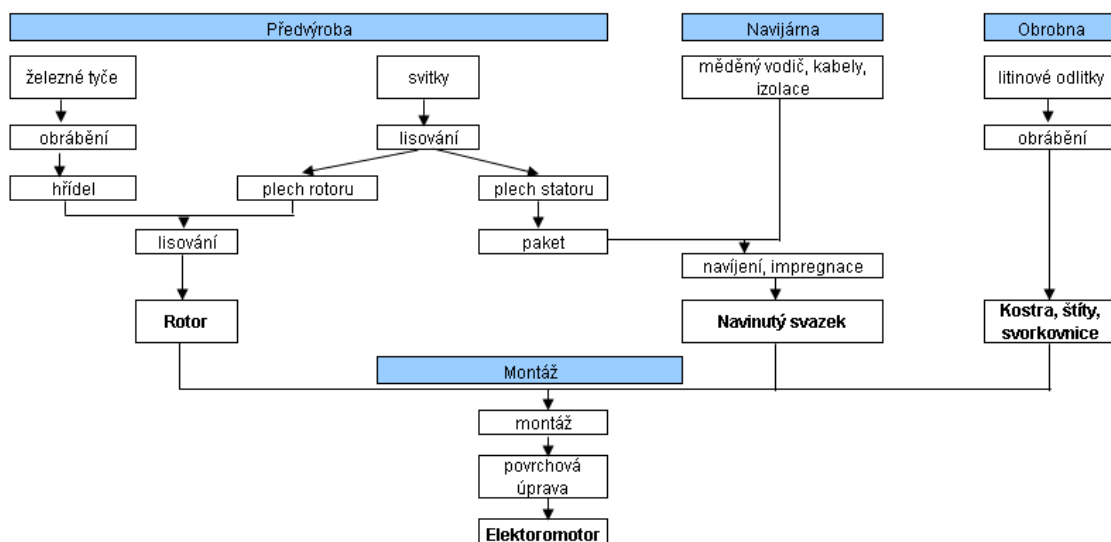 Předvýroba
Navijárna
Obrobna
železné tyče
svitky
měděný vodič, kabely,
izolace
litinové odlitky
obrábění
lisování
obrábění
hřídel
plech rotoru
plech statoru
lisování
paket
navíjení, impregnace
Rotor
Navinutý svazek
Kostra, štíty,
svorkovnice
Montáž
montáž
povrchová
úprava
Elektoromotor